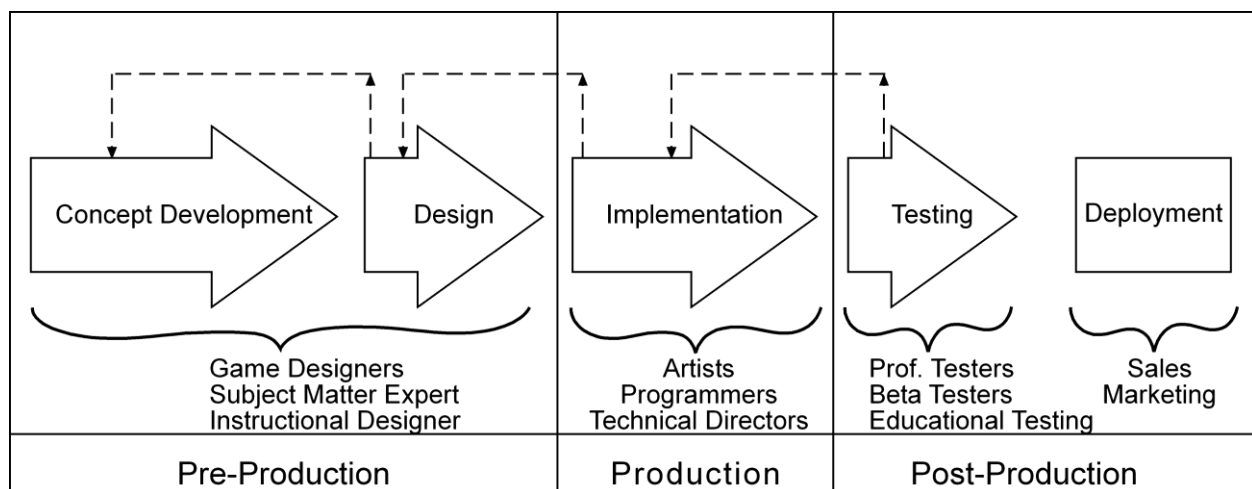 Concept Development
Design
Implementation
Testing
Deployment
Game Designers
Subject Matter Expert
Instructional Designer
Artists
Programmers
Technical Directors
Prof. Testers
Beta Testers
Educational Testing
Sales
Marketing
Pre-Production
Production
Post-Production